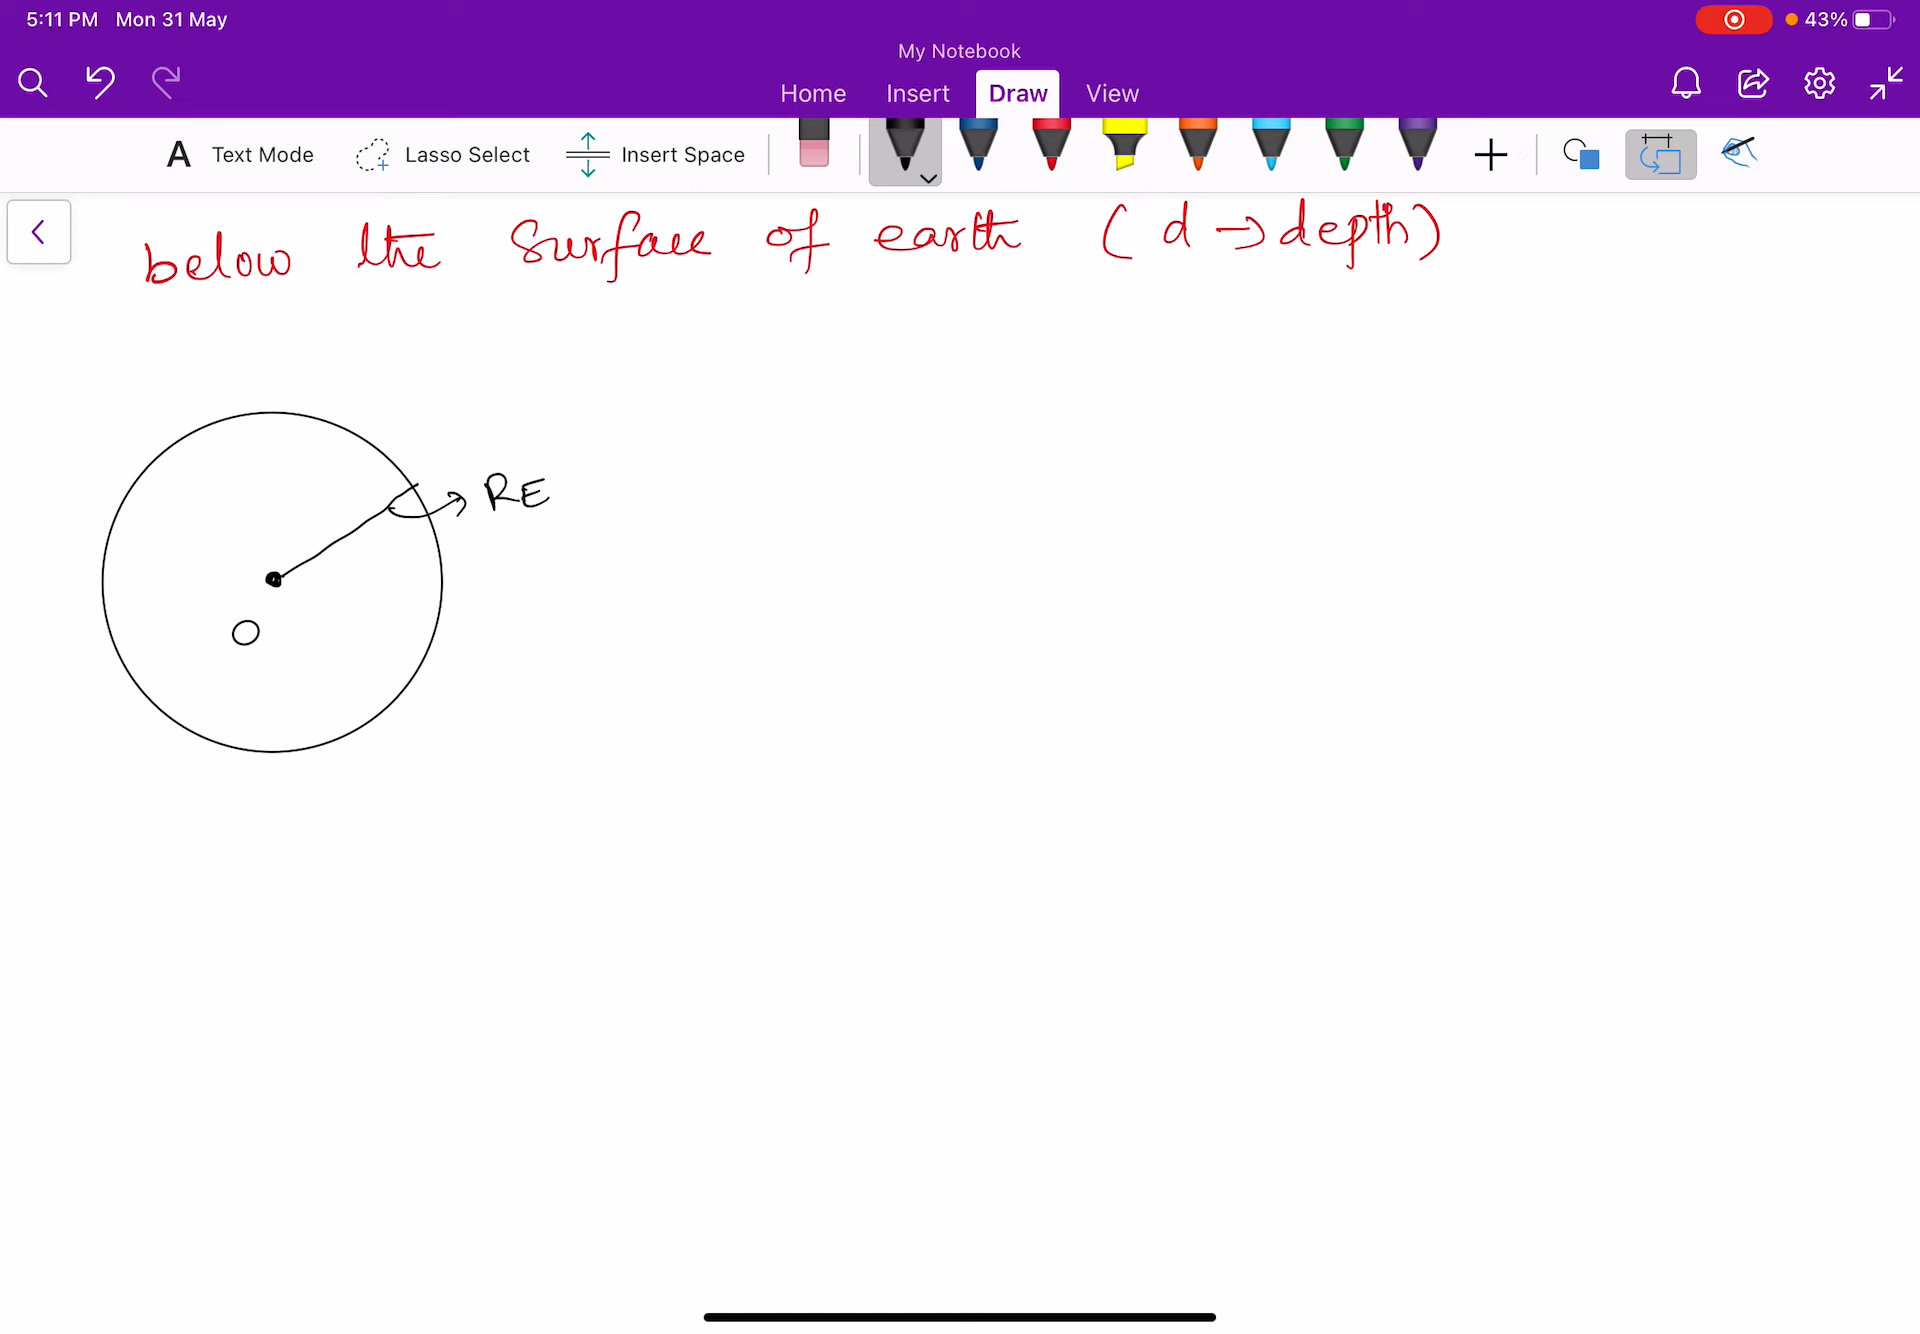 5:11 PM Mon 31 May
43%
My Notebook
Home Insert Draw View
A Text Mode Lasso Select Insert Space
below the surface of earth ( d → depth )
RE
O